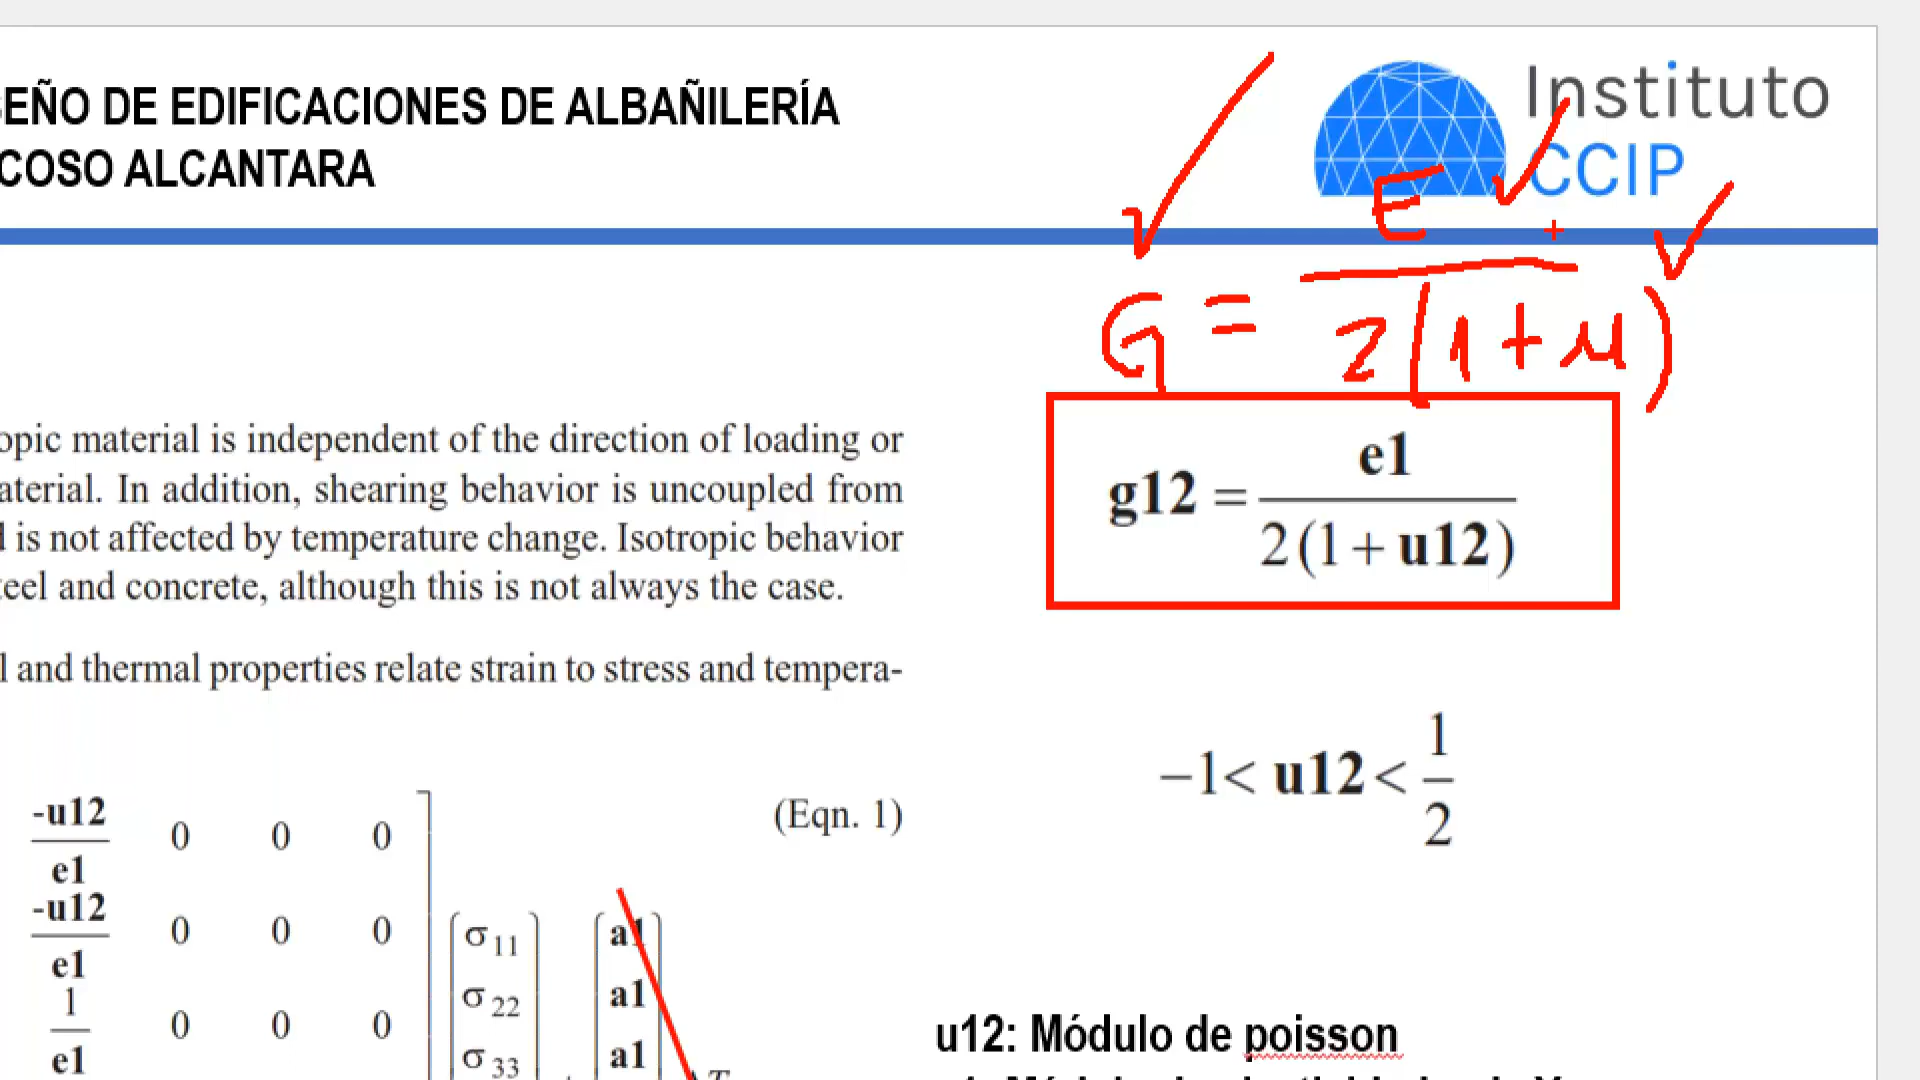 SEÑO DE EDIFICACIONES DE ALBAÑILERÍA
COSO ALCANTARA
Instituto
CCIP
G = E / 2(1+μ)
g12 = e1 / 2(1+u12)
opic material is independent of the direction of loading or
aterial. In addition, shearing behavior is uncoupled from
d is not affected by temperature change. Isotropic behavior
teel and concrete, although this is not always the case.
l and thermal properties relate strain to stress and tempera-
-1< u12 < 1/2
(Eqn. 1)
-u12/e1 0 0 0
-u12/e1 0 0 0
1/e1 0 0 0
σ11
σ22
σ33
a1
a1
a1
T
u12: Módulo de poisson